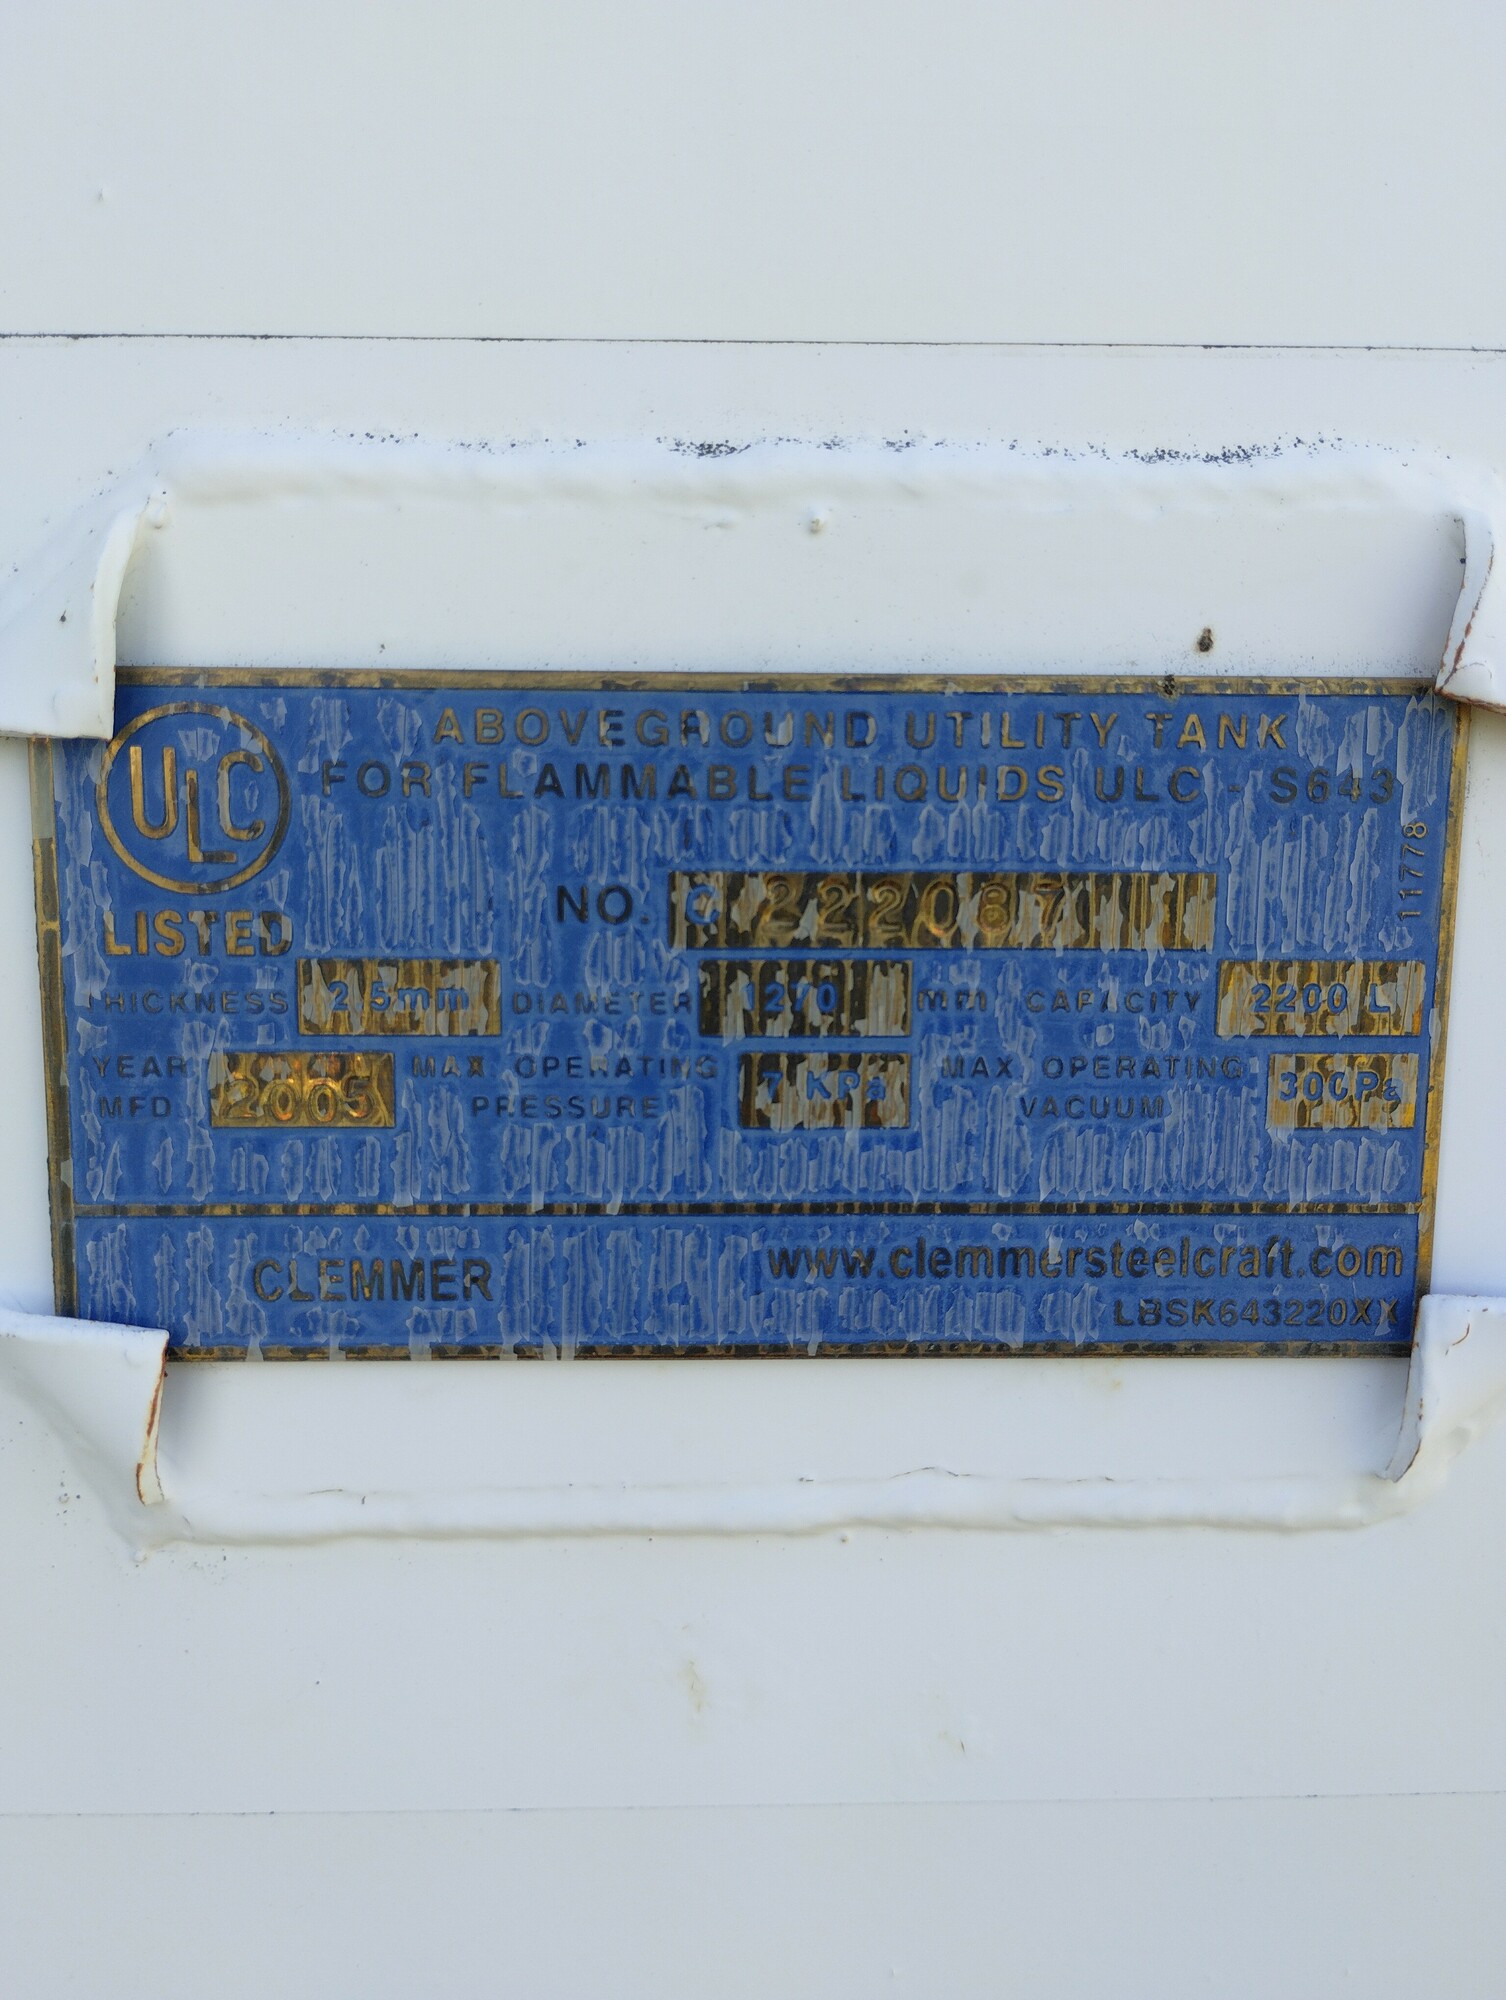 ULC
LISTED
ABOVEGROUND UTILITY TANK
FOR FLAMMABLE LIQUIDS ULC - S643
11778
NO. C 222087
THICKNESS 2.5mm DIAMETER 1270 mm CAPACITY 2200 L
YEAR MFD 2005 MAX OPERATING PRESSURE 7 KPa MAX OPERATING VACUUM 300Pa
CLEMMER
www.clemmersteelcraft.com
LBSK643220XX